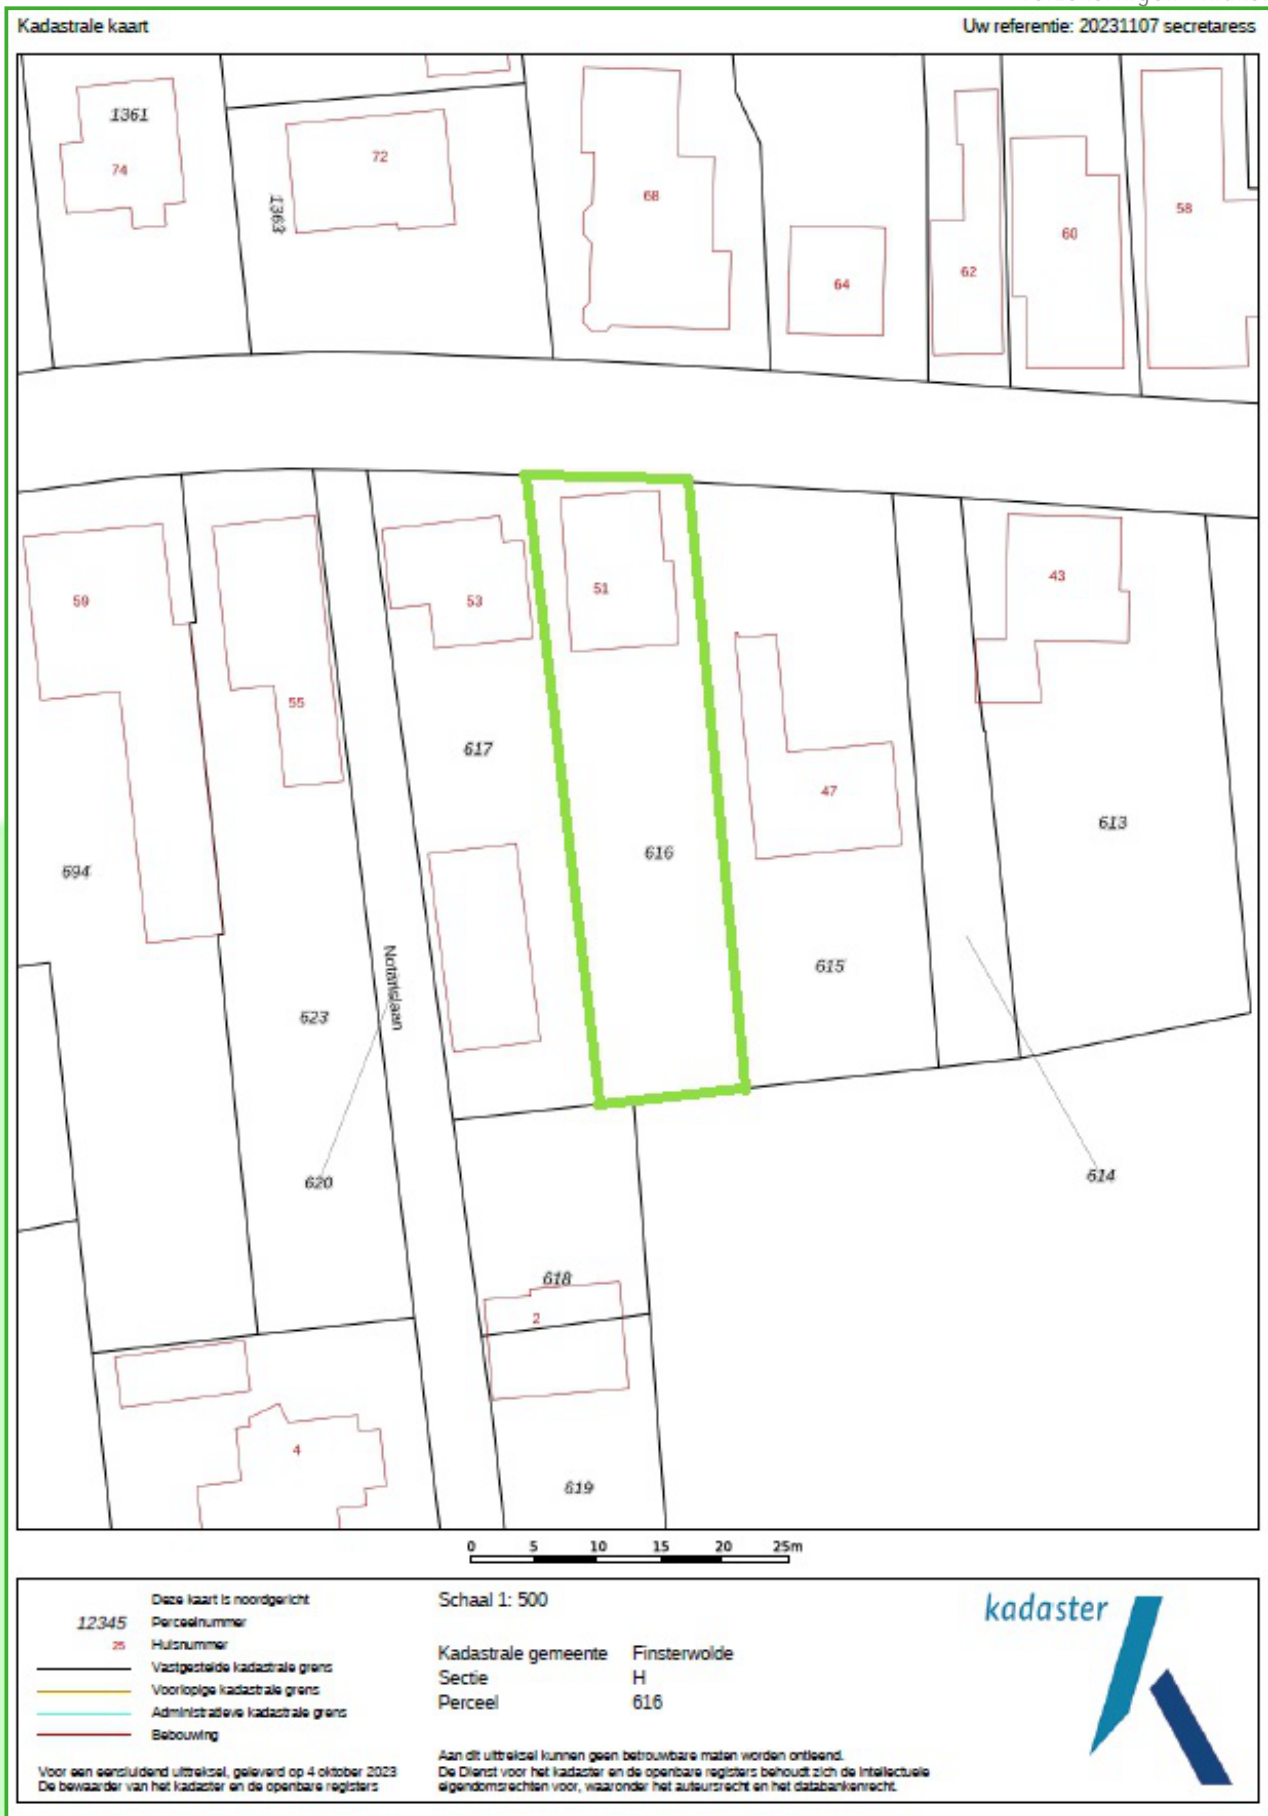 Kadastrale kaart
Uw referentie: 20231107 secretaress
1361
74
1363
72
68
64
62
60
58
59
55
53
51
43
617
47
616
613
694
615
Notarislaan
623
620
614
618
2
4
619
0 5 10 15 20 25m
Deze kaart is noordgericht
12345 Perceelnummer
25 Huisnummer
Vastgestelde kadastrale grens
Voorlopige kadastrale grens
Administratieve kadastrale grens
Bebouwing
Voor een eensluidend uittreksel, geleverd op 4 oktober 2023
De bewaarder van het kadaster en de openbare registers
Schaal 1: 500
Kadastrale gemeente Finsterwolde
Sectie H
Perceel 616
Aan dit uittreksel kunnen geen betrouwbare maten worden ontleend.
De Dienst voor het kadaster en de openbare registers behoudt zich de intellectuele
eigendomsrechten voor, waaronder het auteursrecht en het databankenrecht.
kadaster